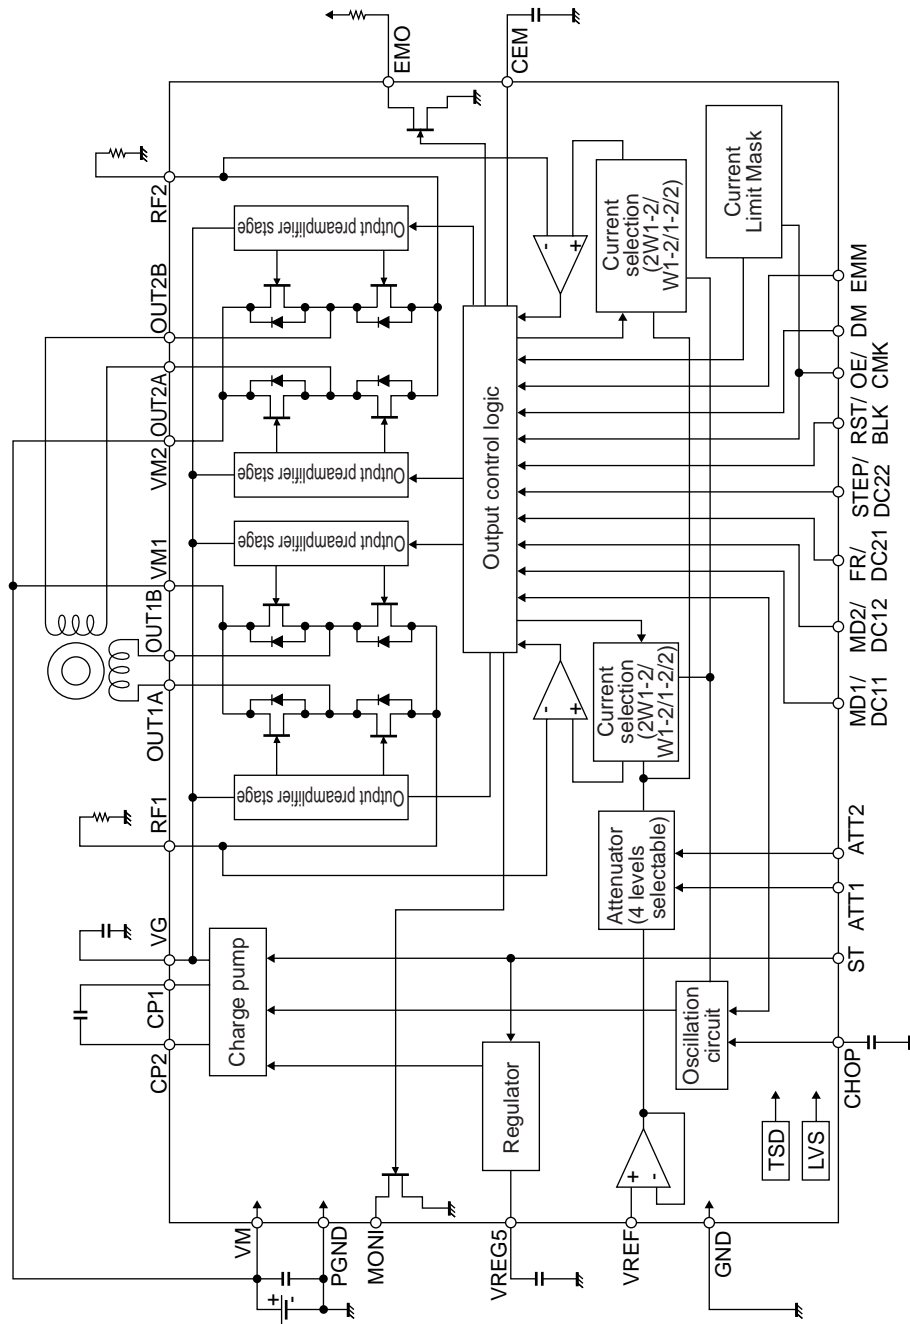 VM
PGND
MONI
VREG5
VREF
GND
+
-
CP2
CP1
VG
RF1
OUT1A
OUT1B
VM1
VM2
OUT2A
OUT2B
RF2
EMO
CEM
Charge pump
Regulator
Output preamplifier stage
Output preamplifier stage
Output preamplifier stage
Output preamplifier stage
Output control logic
+
-
+
-
+
-
Attenuator
(4 levels
selectable)
Current
selection
(2W1-2/
W1-2/1-2/2)
Current
selection
(2W1-2/
W1-2/1-2/2)
Current
Limit Mask
Oscillation
circuit
TSD
LVS
CHOP
ST
ATT1
ATT2
MD1/
DC11
MD2/
DC12
FR/
DC21
STEP/
DC22
RST/
BLK
OE/
CMK
DM
EMM